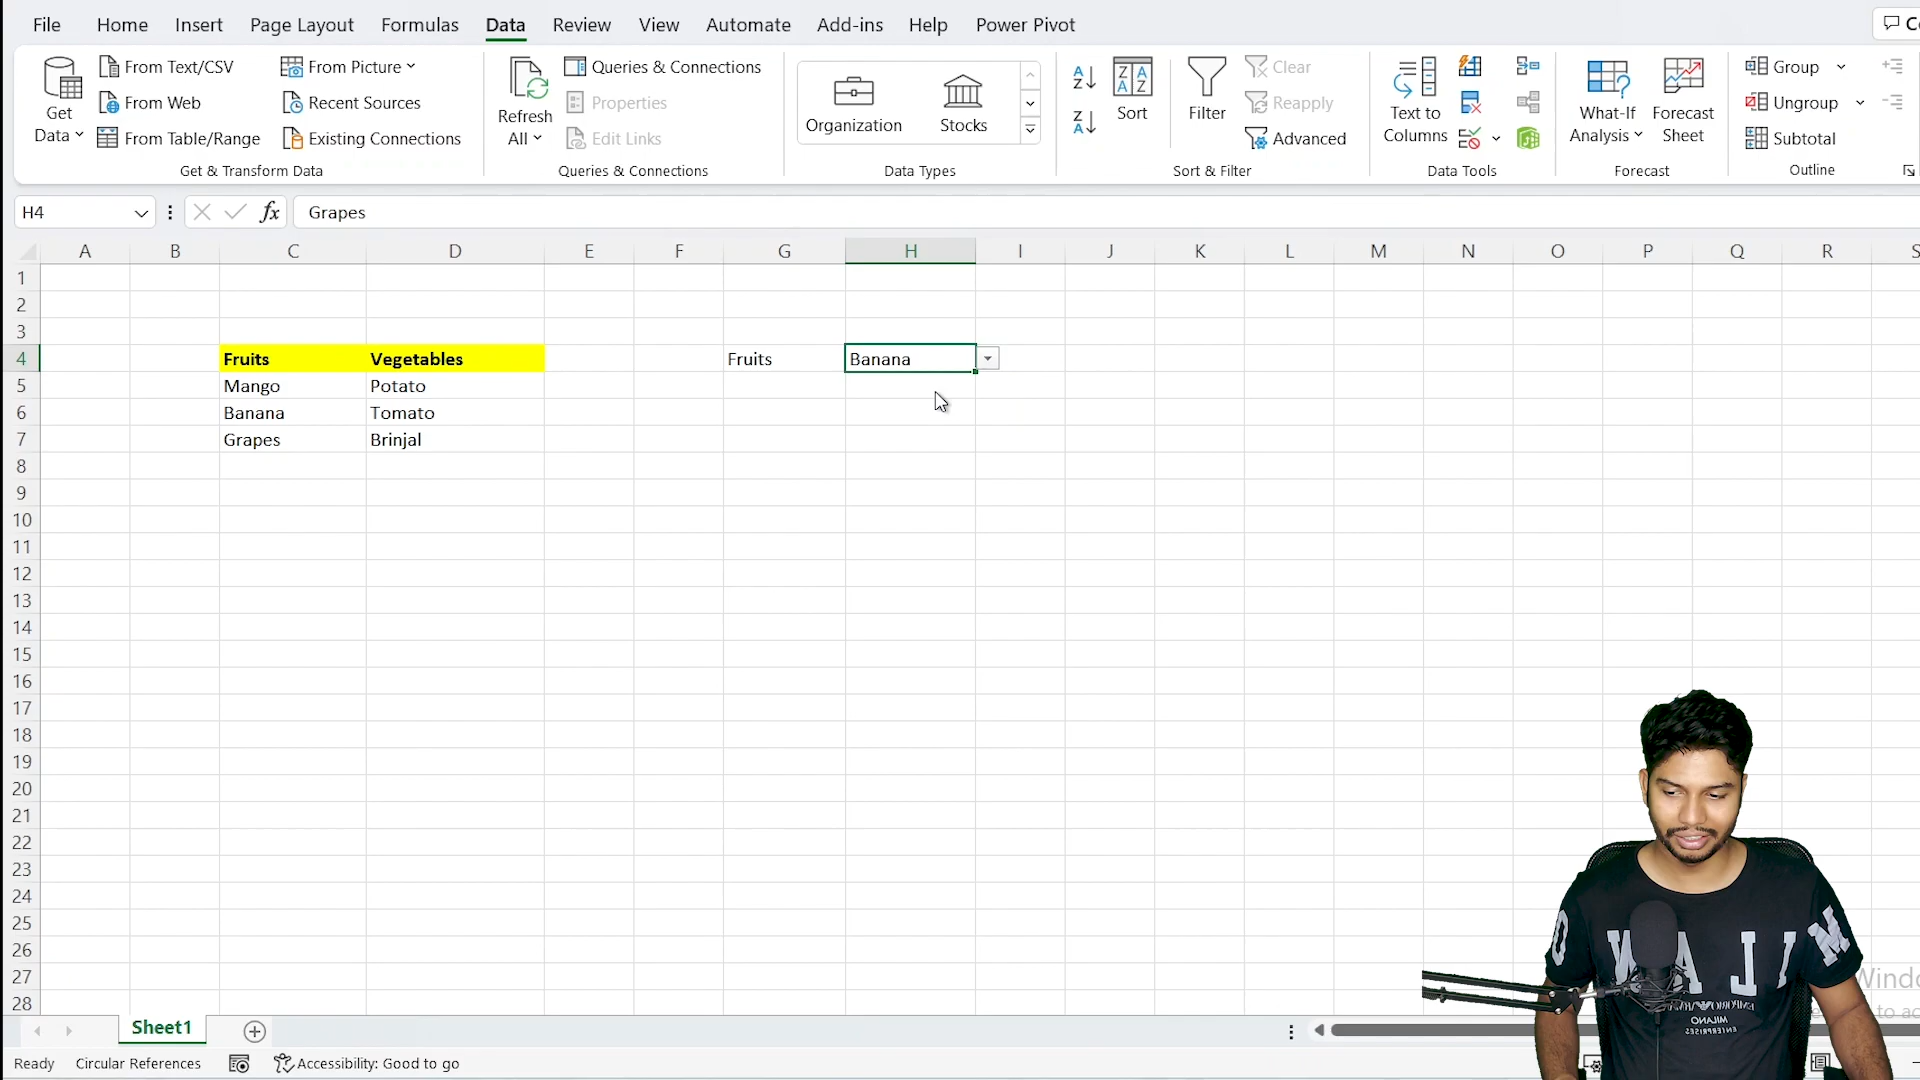 File Home Insert Page Layout Formulas Data Review View Automate Add-ins Help Power Pivot
Get Data
From Text/CSV
From Web
From Table/Range
From Picture
Recent Sources
Existing Connections
Get & Transform Data
Refresh All
Queries & Connections
Properties
Edit Links
Queries & Connections
Organization
Stocks
Data Types
Sort
Filter
Clear
Reapply
Advanced
Sort & Filter
Text to Columns
Data Tools
What-If Analysis
Forecast Sheet
Forecast
Group
Ungroup
Subtotal
Outline
H4 fx Grapes
A B C D E F G H I J K L M N O P Q R S
1
2
3
4 Fruits Vegetables Fruits Banana
5 Mango Potato
6 Banana Tomato
7 Grapes Brinjal
8
9
10
11
12
13
14
15
16
17
18
19
20
21
22
23
24
25
26
27
28
Sheet1
Ready Circular References Accessibility: Good to go
MILANO